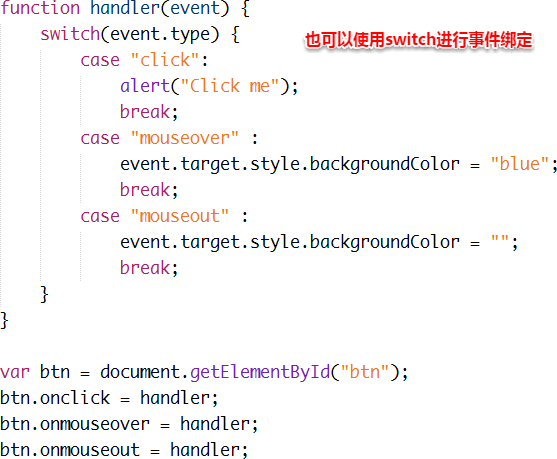 function handler(event) {
switch(event.type) {
也可以使用switch进行事件绑定
case "click":
alert("Click me");
break;
case "mouseover" :
event.target.style.backgroundColor = "blue";
break;
case "mouseout" :
event.target.style.backgroundColor = "";
break;
}
}
var btn = document.getElementById("btn");
btn.onclick = handler;
btn.onmouseover = handler;
btn.onmouseout = handler;